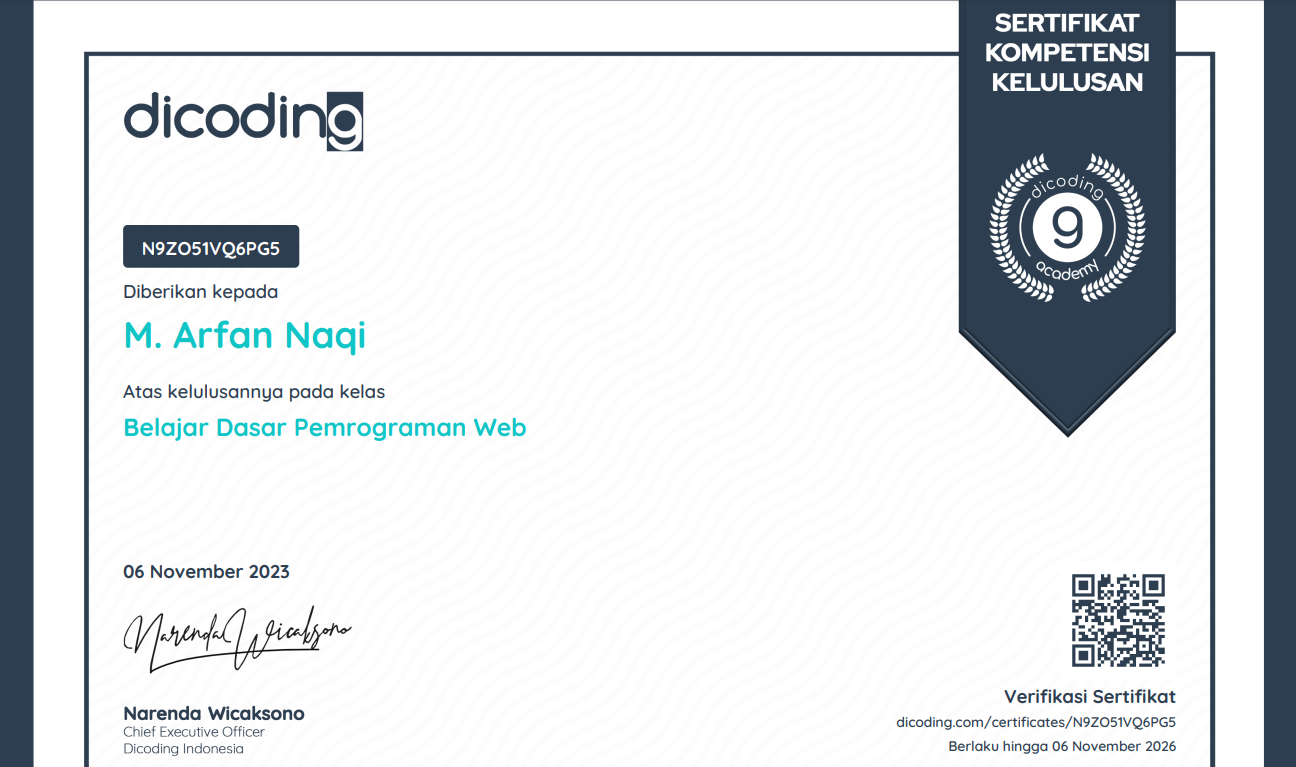 SERTIFIKAT
KOMPETENSI
KELULUSAN
dicoding
dicoding
academy
N9ZO51VQ6PG5
Diberikan kepada
M. Arfan Naqi
Atas kelulusannya pada kelas
Belajar Dasar Pemrograman Web
06 November 2023
Narenda Wicaksono
Narenda Wicaksono
Chief Executive Officer
Dicoding Indonesia
Verifikasi Sertifikat
dicoding.com/certificates/N9ZO51VQ6PG5
Berlaku hingga 06 November 2026